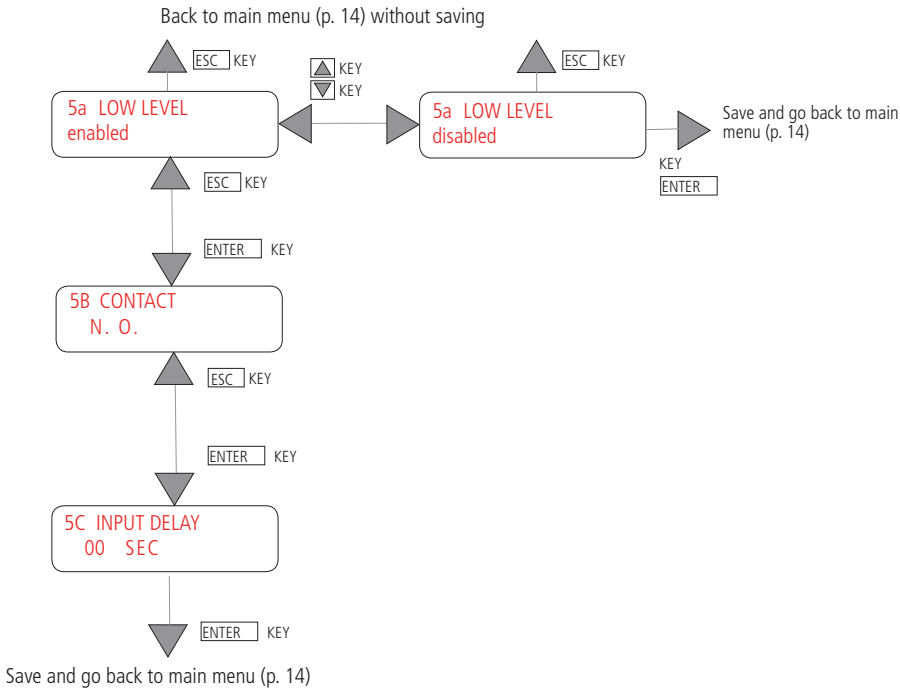 Back to main menu (p. 14) without saving
ESC KEY
KEY
KEY
ESC KEY
5a LOW LEVEL
enabled
5a LOW LEVEL
disabled
Save and go back to main
menu (p. 14)
KEY
ENTER
ESC KEY
ENTER KEY
5B CONTACT
N. O.
ESC KEY
ENTER KEY
5C INPUT DELAY
00 SEC
ENTER KEY
Save and go back to main menu (p. 14)